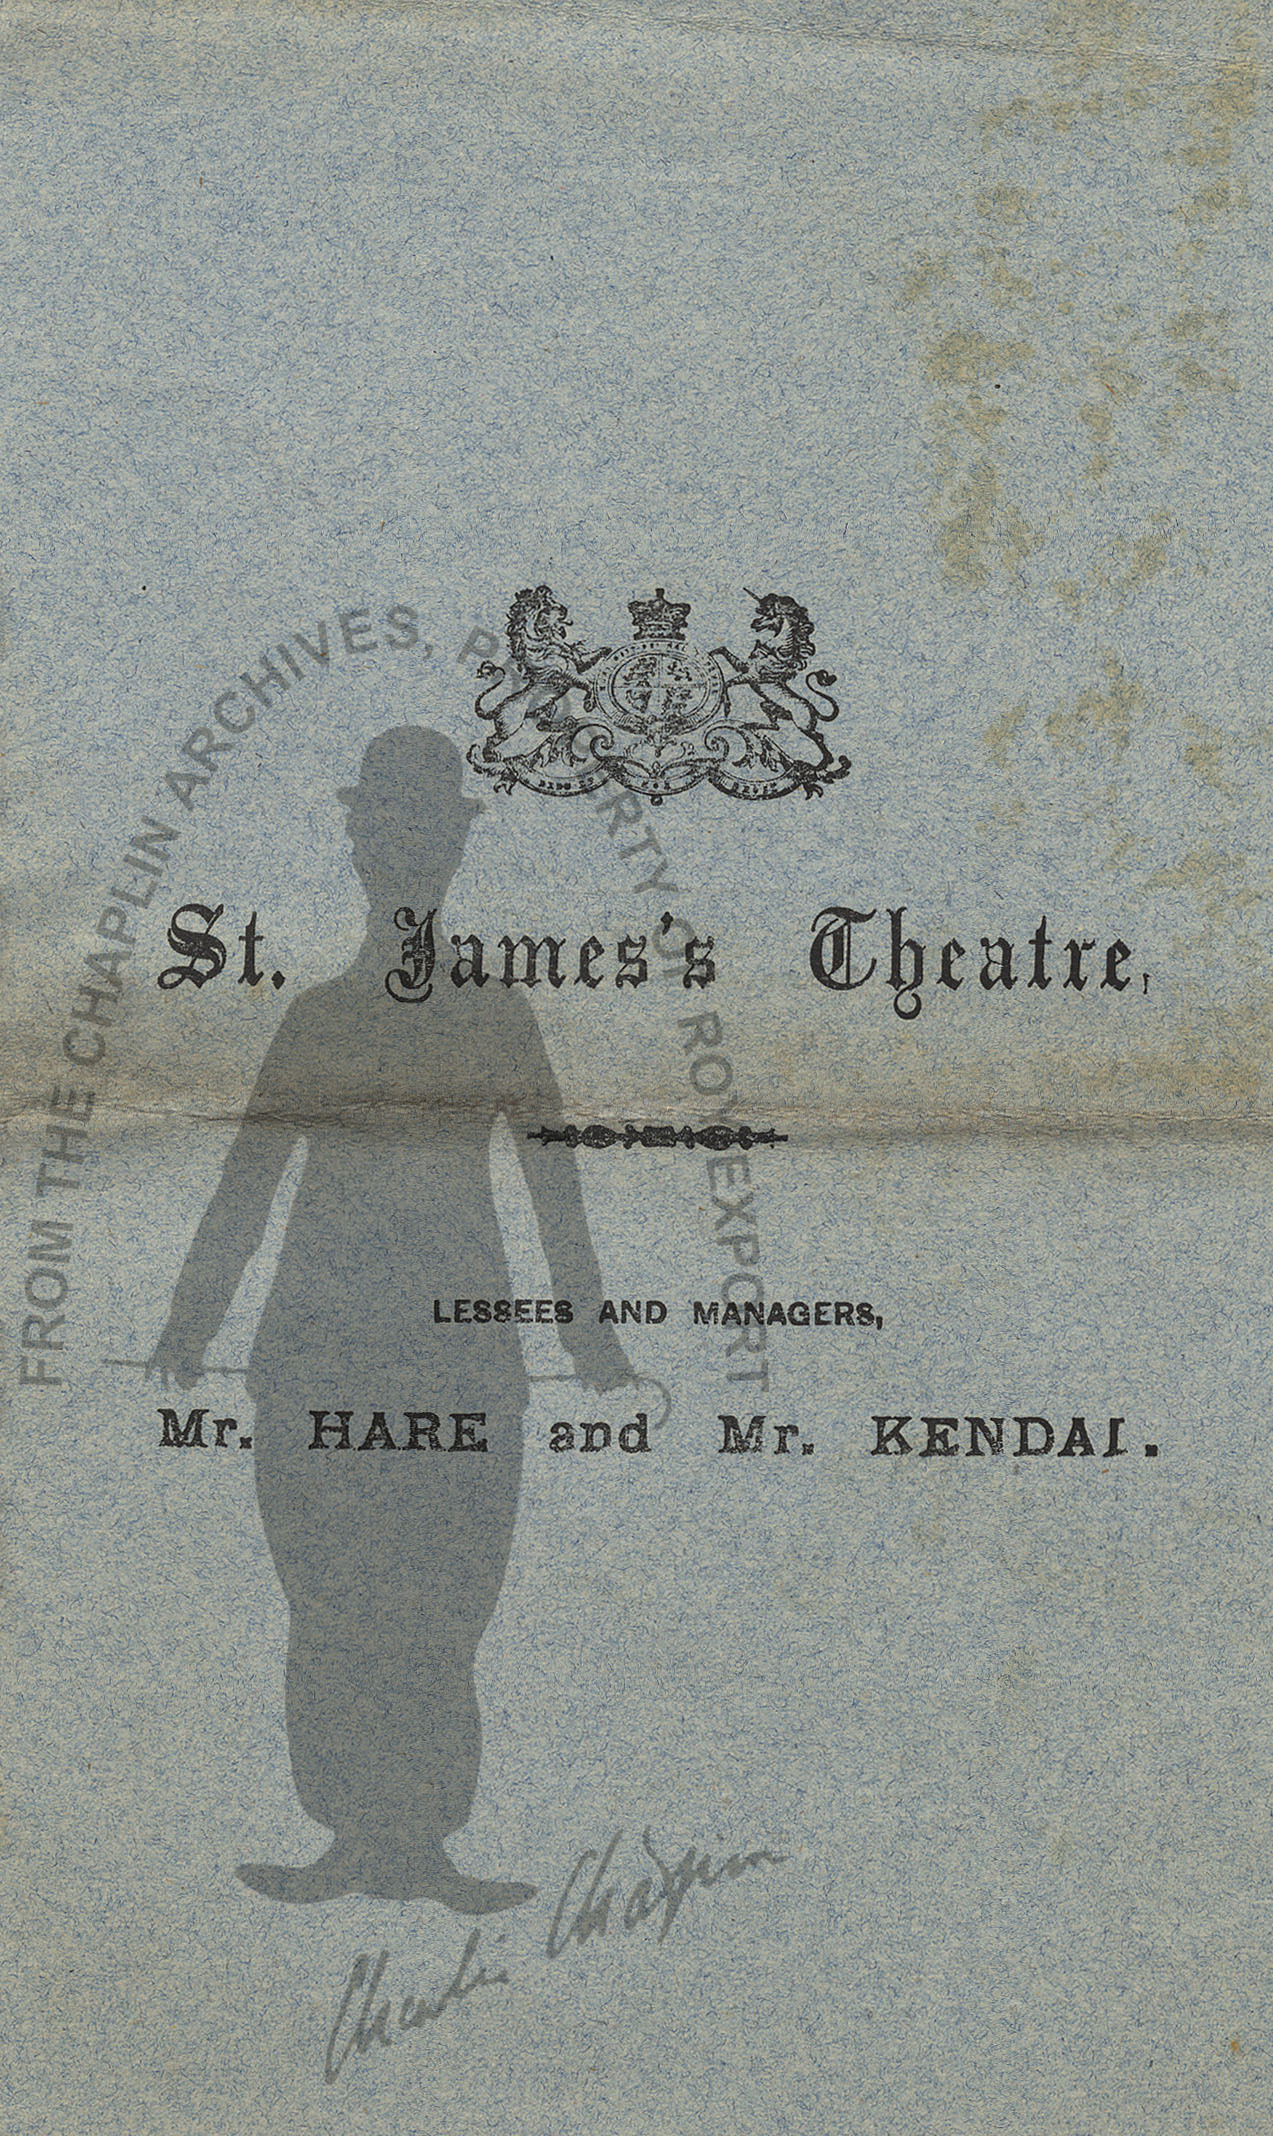 St. James's Theatre,
LESSEES AND MANAGERS,
Mr. HARE and Mr. KENDAL.
FROM THE CHAPLIN ARCHIVES, PROPERTY OF ROY EXPORT
Charlie Chaplin